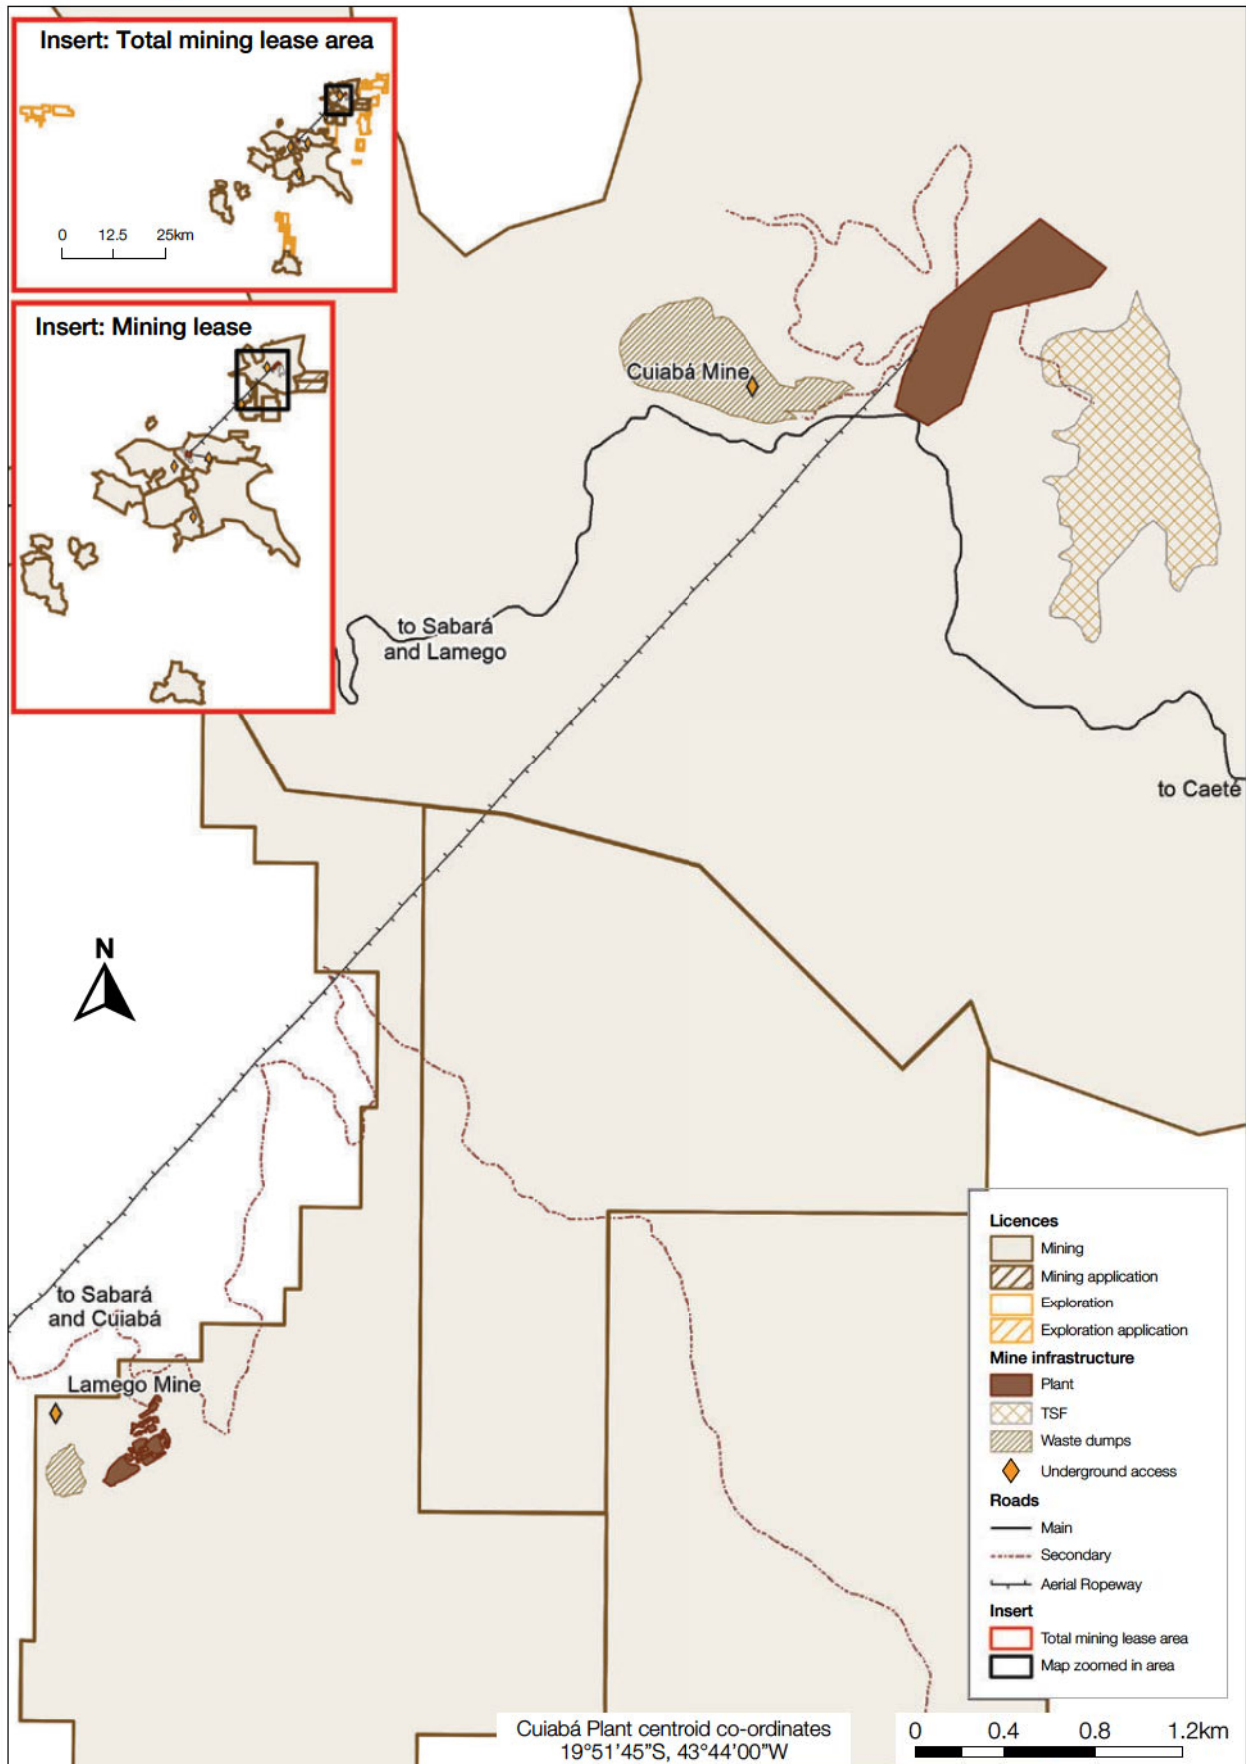 Insert: Total mining lease area
0 12.5 25km
Insert: Mining lease
Cuiabá Mine
to Sabará
and Lamego
to Caeté
N
to Sabará
and Cuiabá
Lamego Mine
Licences
Mining
Mining application
Exploration
Exploration application
Mine infrastructure
Plant
TSF
Waste dumps
Underground access
Roads
Main
Secondary
Aerial Ropeway
Insert
Total mining lease area
Map zoomed in area
Cuiabá Plant centroid co-ordinates
19°51'45"S, 43°44'00"W
0 0.4 0.8 1.2km